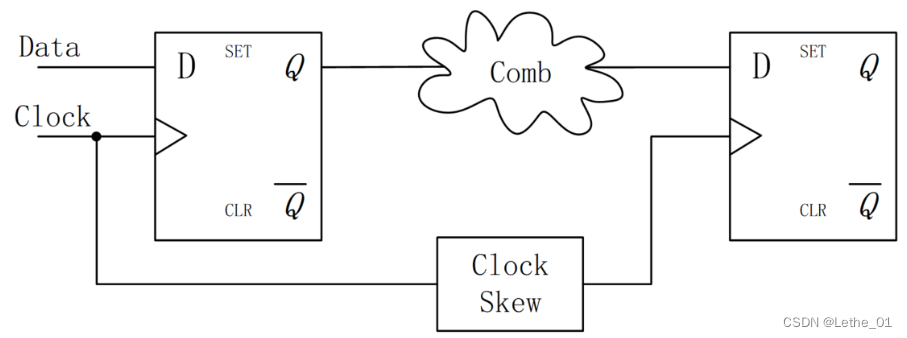 Data
Clock
D
SET
Q
Q
CLR
Comb
Clock
Skew
D
SET
Q
Q
CLR
CSDN @Lethe_01